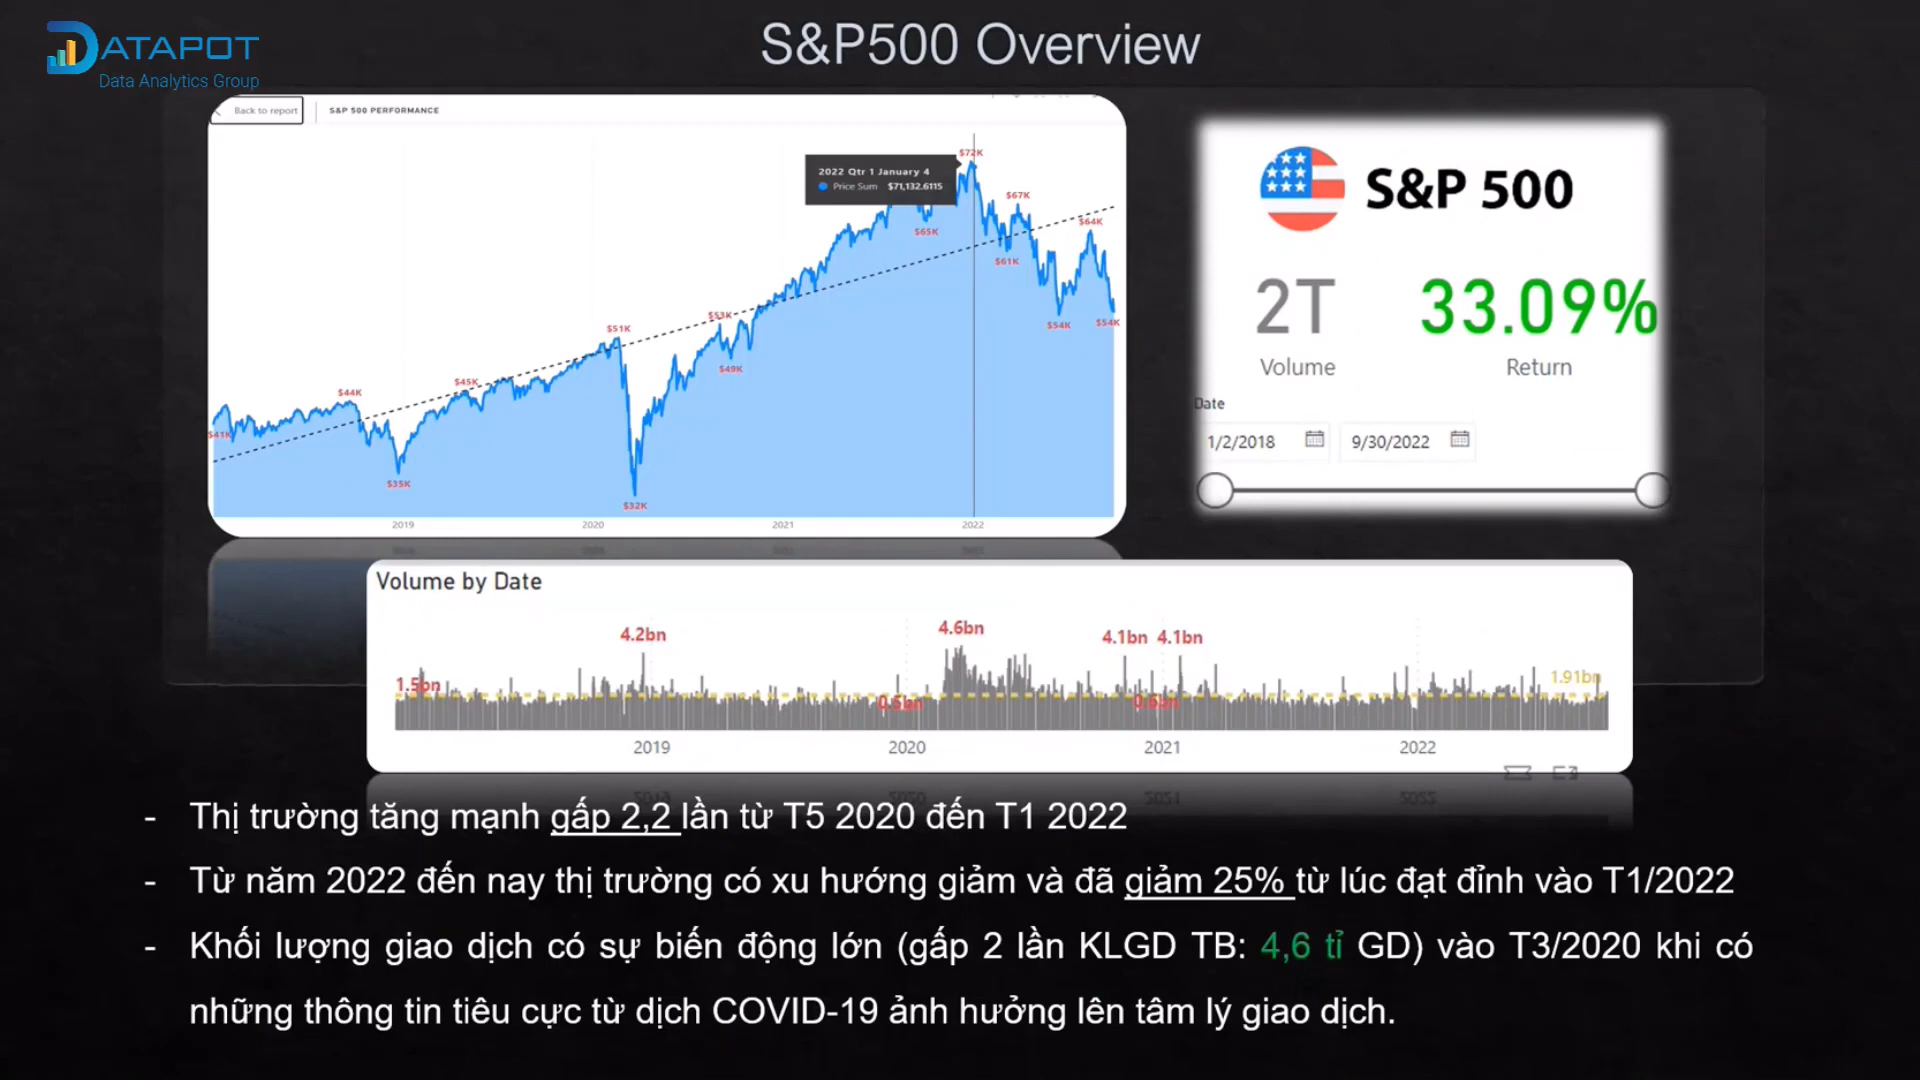 DATAPOT
Data Analytics Group
S&P500 Overview
Back to report
S&P 500 PERFORMANCE
2022 Qtr 1 January 4
Price Sum $71,132.6115
$72K
$67K
$65K
$64K
$61K
$54K
$54K
$53K
$51K
$49K
$45K
$44K
$41K
$35K
$32K
2019 2020 2021 2022
S&P 500
2T 33.09%
Volume Return
Date
1/2/2018 9/30/2022
Volume by Date
4.2bn 4.6bn 4.1bn 4.1bn
1.5bn 0.5bn 0.6bn 1.91bn
2019 2020 2021 2022
- Thị trường tăng mạnh gấp 2,2 lần từ T5 2020 đến T1 2022
- Từ năm 2022 đến nay thị trường có xu hướng giảm và đã giảm 25% từ lúc đạt đỉnh vào T1/2022
- Khối lượng giao dịch có sự biến động lớn (gấp 2 lần KLGD TB: 4,6 tỉ GD) vào T3/2020 khi có
những thông tin tiêu cực từ dịch COVID-19 ảnh hưởng lên tâm lý giao dịch.